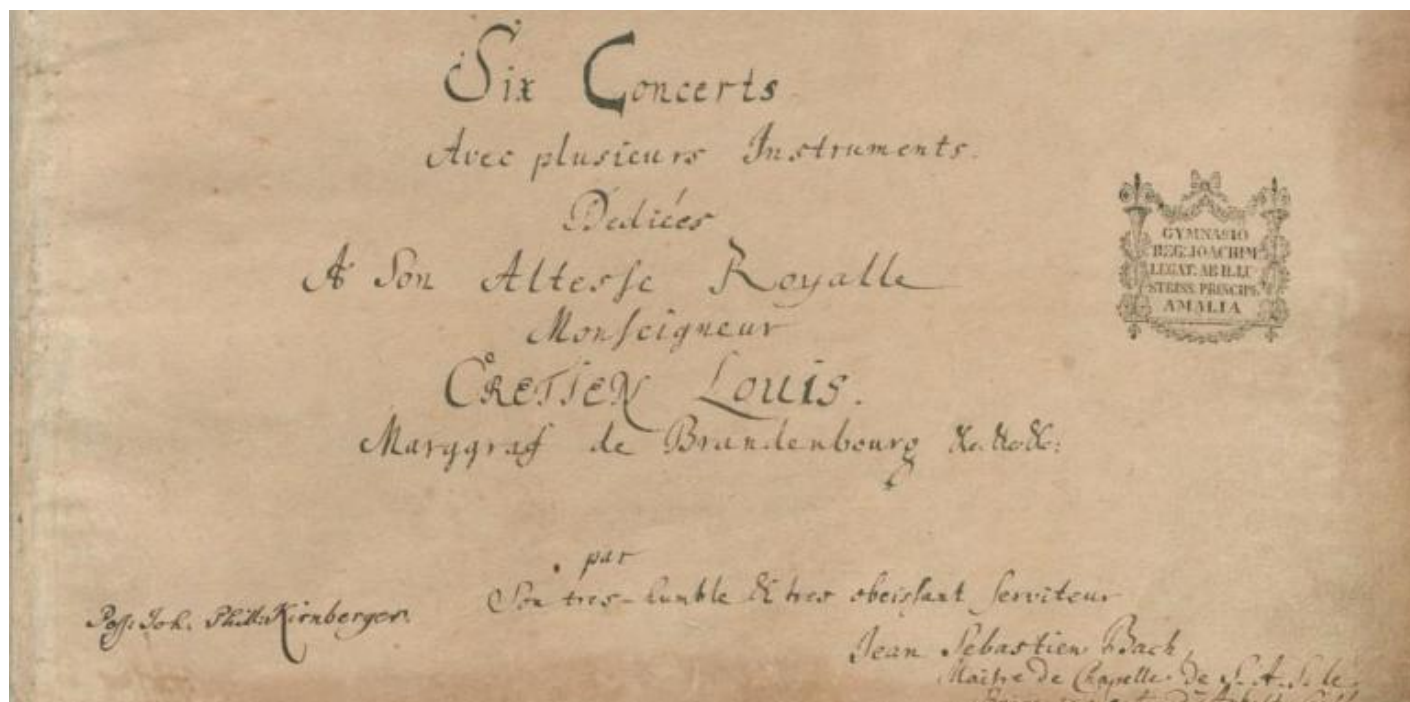 Six Concerts
Avec plusieurs Instruments.
Dediées
A Son Altesse Royalle
Monseigneur
CRETIEN LOUIS.
Marggraf de Brandenbourg &c. &c. &c:
par
Son tres-humble & tres obeissant serviteur
Poss: Joh. Phill: Kirnberger.
Jean Sebastien Bach,
Maître de Chapelle de S. A. S. le
GYMNASIO
REG. JOACHIM.
LEGAT. AB ILLU
STRISS. PRINCIPE
AMALIA